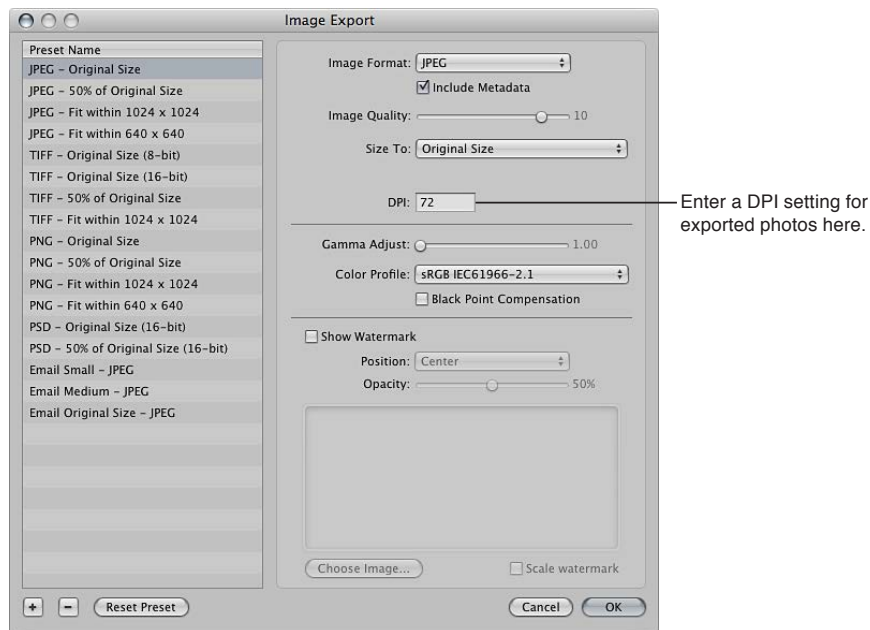 Image Export
Preset Name
JPEG – Original Size
JPEG – 50% of Original Size
JPEG – Fit within 1024 x 1024
JPEG – Fit within 640 x 640
TIFF – Original Size (8-bit)
TIFF – Original Size (16-bit)
TIFF – 50% of Original Size
TIFF – Fit within 1024 x 1024
PNG – Original Size
PNG – 50% of Original Size
PNG – Fit within 1024 x 1024
PNG – Fit within 640 x 640
PSD – Original Size (16-bit)
PSD – 50% of Original Size (16-bit)
Email Small – JPEG
Email Medium – JPEG
Email Original Size – JPEG
Reset Preset
Image Format: JPEG
Include Metadata
Image Quality: 10
Size To: Original Size
DPI: 72
Gamma Adjust: 1.00
Color Profile: sRGB IEC61966-2.1
Black Point Compensation
Show Watermark
Position: Center
Opacity: 50%
Choose Image...
Scale watermark
Cancel
OK
Enter a DPI setting for
exported photos here.